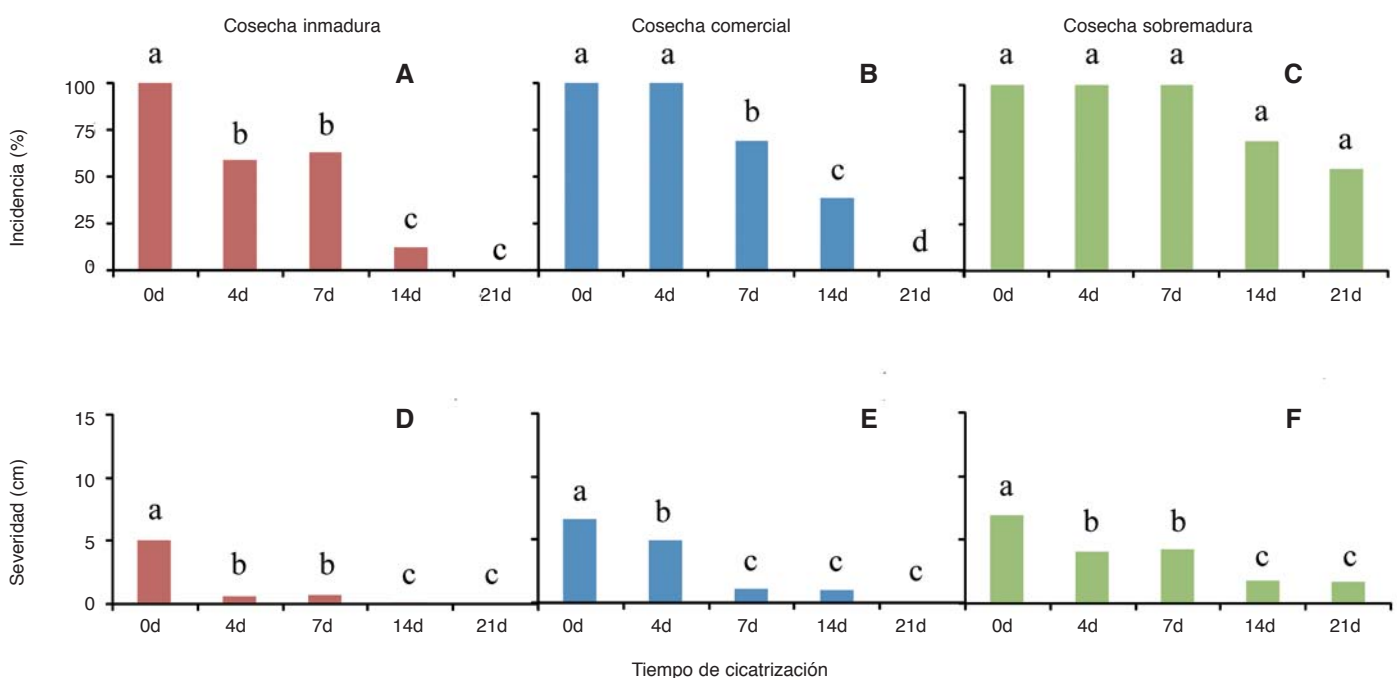 Cosecha inmadura
Cosecha comercial
Cosecha sobremadura
a
a
a
a
a
a
A
B
C
b
b
b
c
c
c
d
a
a
Incidencia (%)
100
75
50
25
0
0d
4d
7d
14d
21d
0d
4d
7d
14d
21d
0d
4d
7d
14d
21d
D
E
F
a
b
b
c
c
a
b
c
c
c
a
b
b
c
c
Severidad (cm)
15
10
5
0
0d
4d
7d
14d
21d
0d
4d
7d
14d
21d
0d
4d
7d
14d
21d
Tiempo de cicatrización